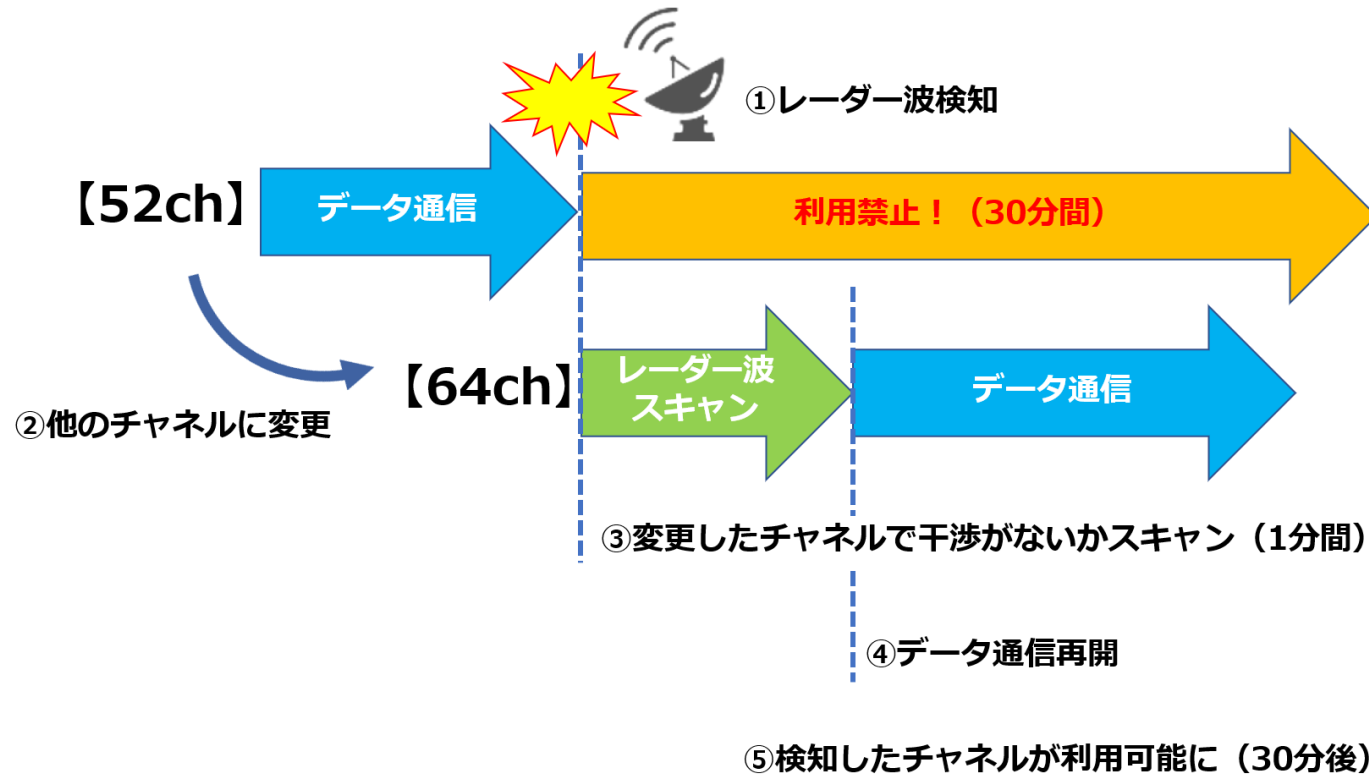 ①レーダー波検知
【52ch】
データ通信
利用禁止！（30分間）
【64ch】
レーダー波
スキャン
データ通信
②他のチャネルに変更
③変更したチャネルで干渉がないかスキャン（1分間）
④データ通信再開
⑤検知したチャネルが利用可能に（30分後）